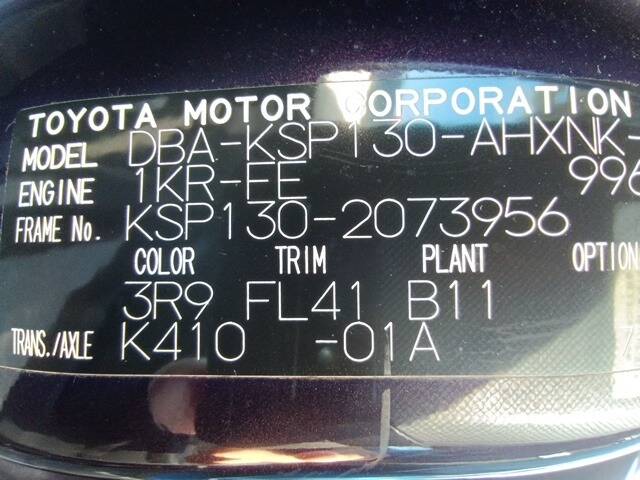 TOYOTA MOTOR CORPORATION
MODEL DBA-KSP130-AHXNK-
ENGINE 1KR-FE 996
FRAME No. KSP130-2073956
COLOR TRIM PLANT OPTION
3R9 FL41 B11
TRANS./AXLE K410 -01A